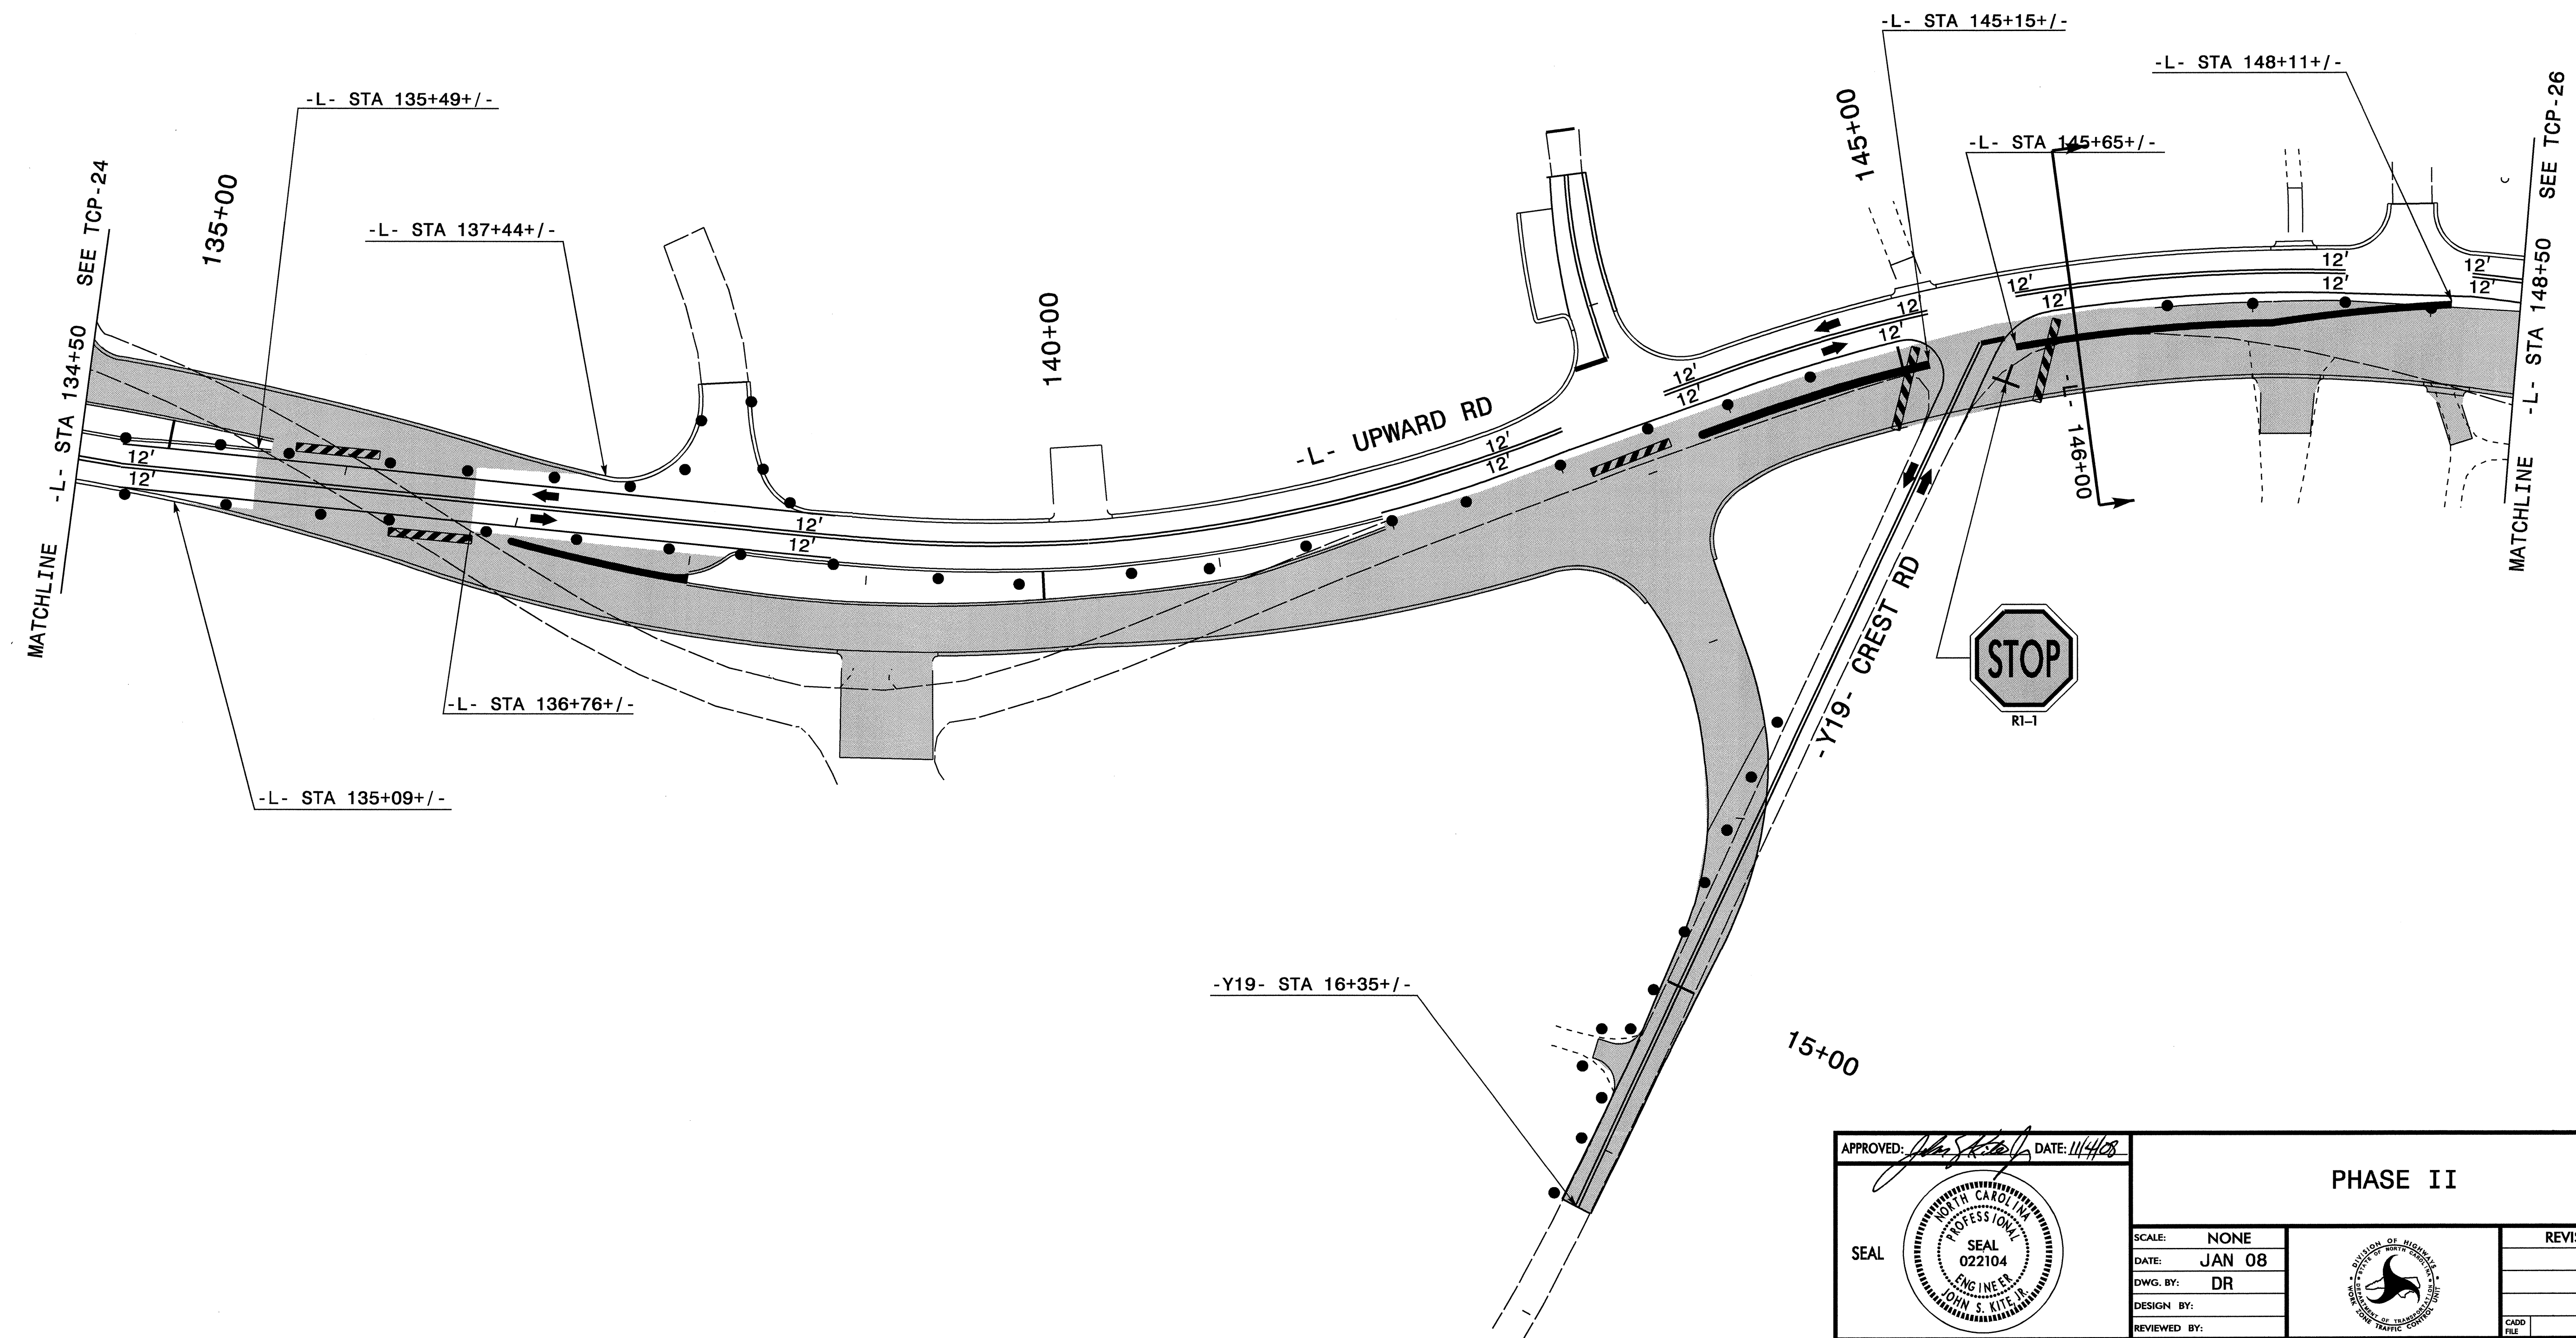 -L- STA 145+15+/-
-L- STA 148+11+/-
-L- STA 135+49+/-
145+00
-L- STA 145+65+/-
MATCHLINE -L- STA 134+50 SEE TCP-24
135+00
-L- STA 137+44+/-
140+00
MATCHLINE -L- STA 148+50 SEE TCP-26
12'
12'
12'
12'
12'
12'
12'
12'
12'
12'
12'
12'
-L- UPWARD RD
12'
12'
-L- 146+00
12'
12'
12'
12'
-L- STA 136+76+/-
-L- STA 135+09+/-
-Y19- CREST RD
STOP
R1-1
-Y19- STA 16+35+/-
15+00
APPROVED: DATE: 11/4/08
SEAL
NORTH CAROLINA
PROFESSIONAL
SEAL
022104
ENGINEER
JOHN S. KITE, JR.
PHASE II
SCALE: NONE
DATE: JAN 08
DWG. BY: DR
DESIGN BY:
REVIEWED BY:
DIVISION OF HIGHWAYS
STATE OF NORTH CAROLINA
DEPARTMENT OF TRANSPORTATION
WORK ZONE TRAFFIC CONTROL UNIT
REVIS
CADD
FILE